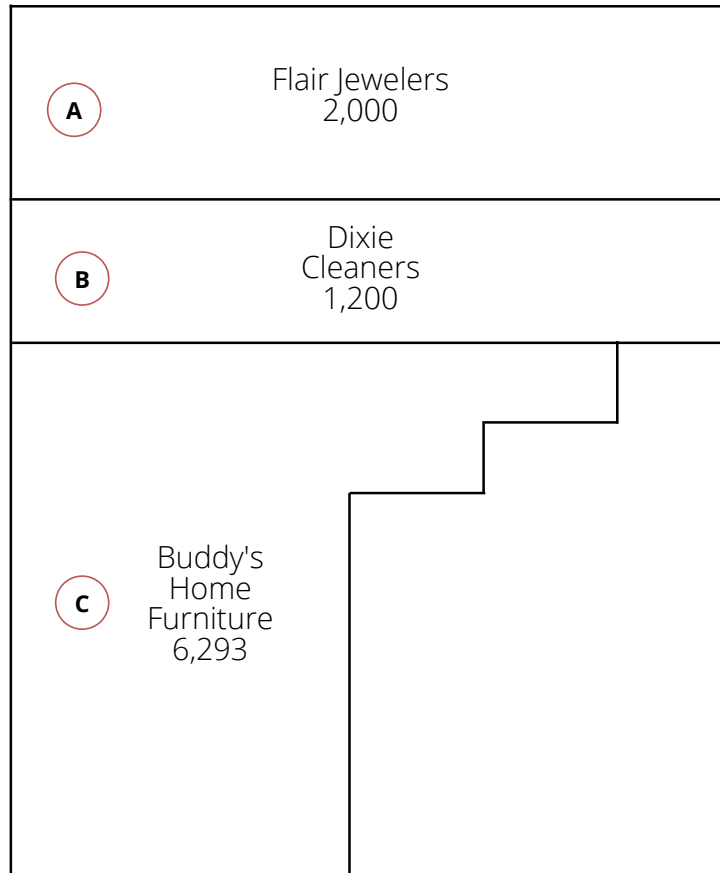 A
Flair Jewelers
2,000
B
Dixie
Cleaners
1,200
C
Buddy's
Home
Furniture
6,293